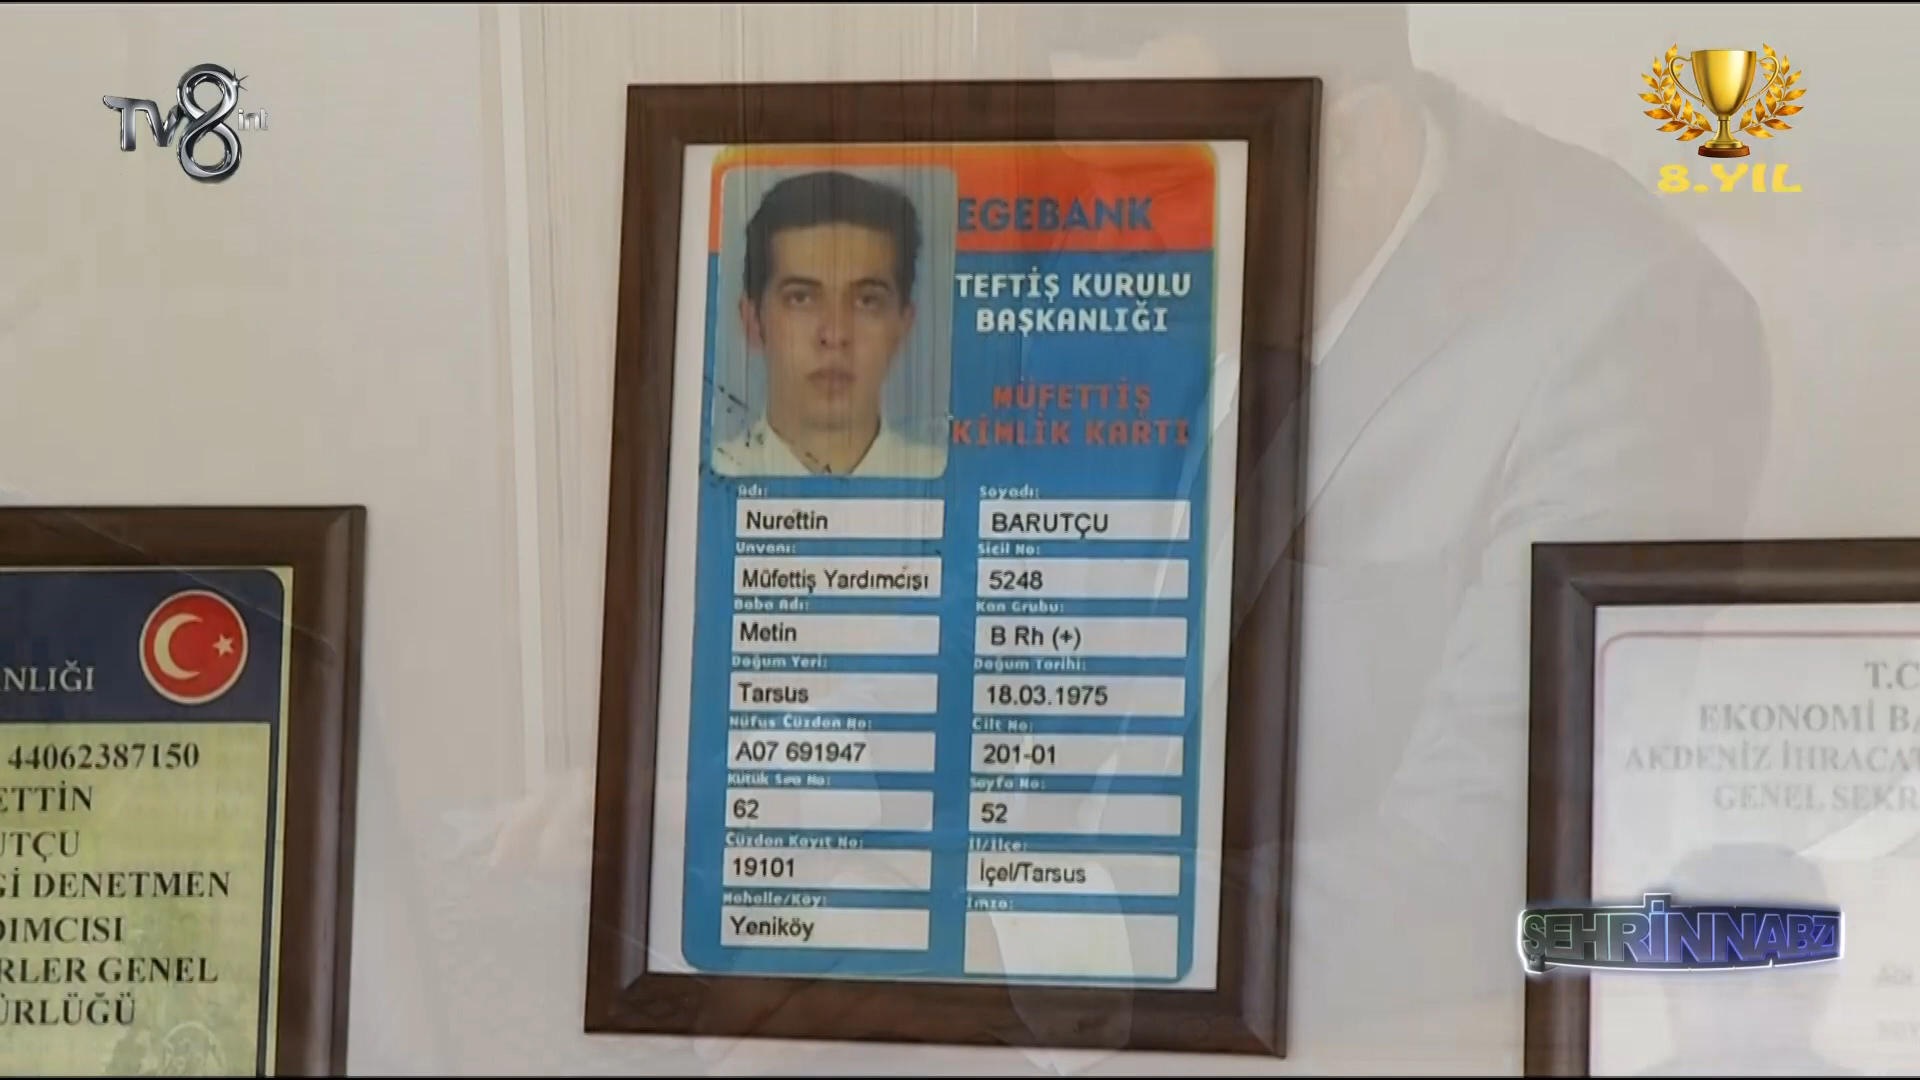 TV8int
8.YIL
EGEBANK
TEFTİŞ KURULU
BAŞKANLIĞI
MÜFETTİŞ
KİMLİK KARTI
Adı: Soyadı:
Nurettin BARUTÇU
Unvanı: Sicil No:
Müfettiş Yardımcısı 5248
Baba Adı: Kan Grubu:
Metin B Rh (+)
Doğum Yeri: Doğum Tarihi:
Tarsus 18.03.1975
Nüfus Cüzdan No: Cilt No:
A07 691947 201-01
Kütük Sıra No: Sayfa No:
62 52
Cüzdan Kayıt No: İl/İlçe:
19101 İçel/Tarsus
Mahalle/Köy: İmza:
Yeniköy
NLIĞI
44062387150
ETTİN
UTÇU
Gİ DENETMEN
DIMCISI
RLER GENEL
ÜRLÜĞÜ
T.C
EKONOMİ BA
AKDENİZ İHRACAT
GENEL SEKR
ŞEHRİN NABZI